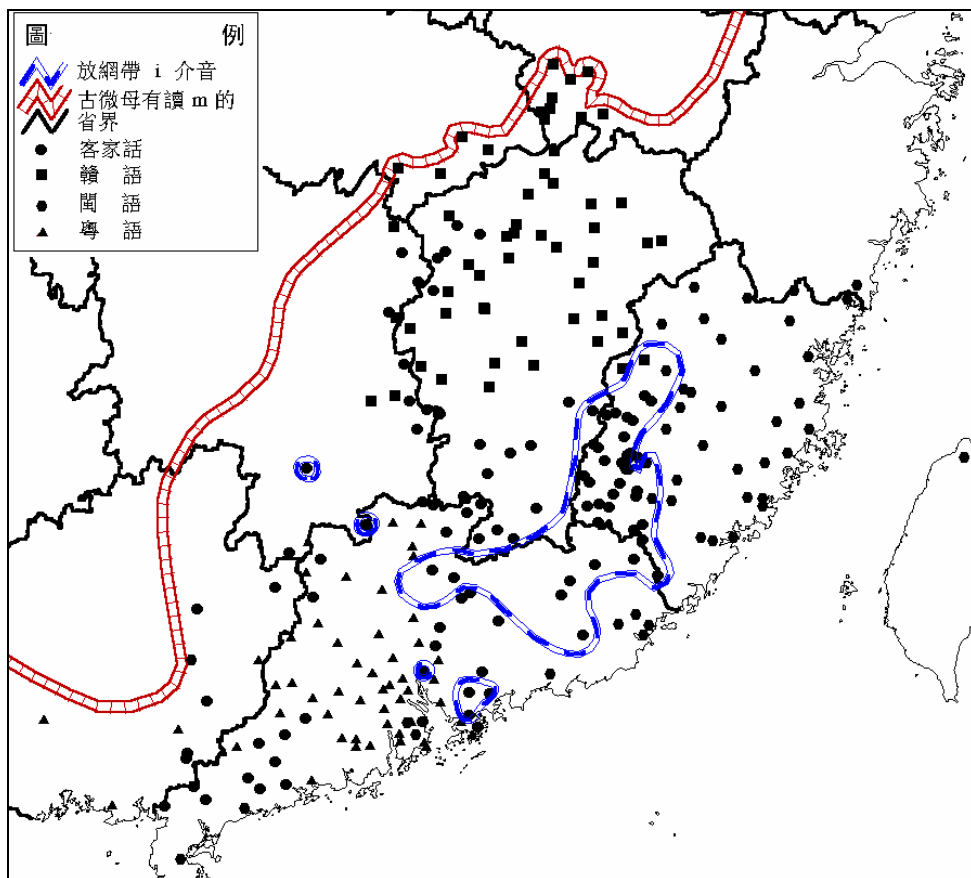 圖 例
放網帶 i 介音
古微母有讀 m 的
省界
客家話
贛 語
閩 語
粵 語